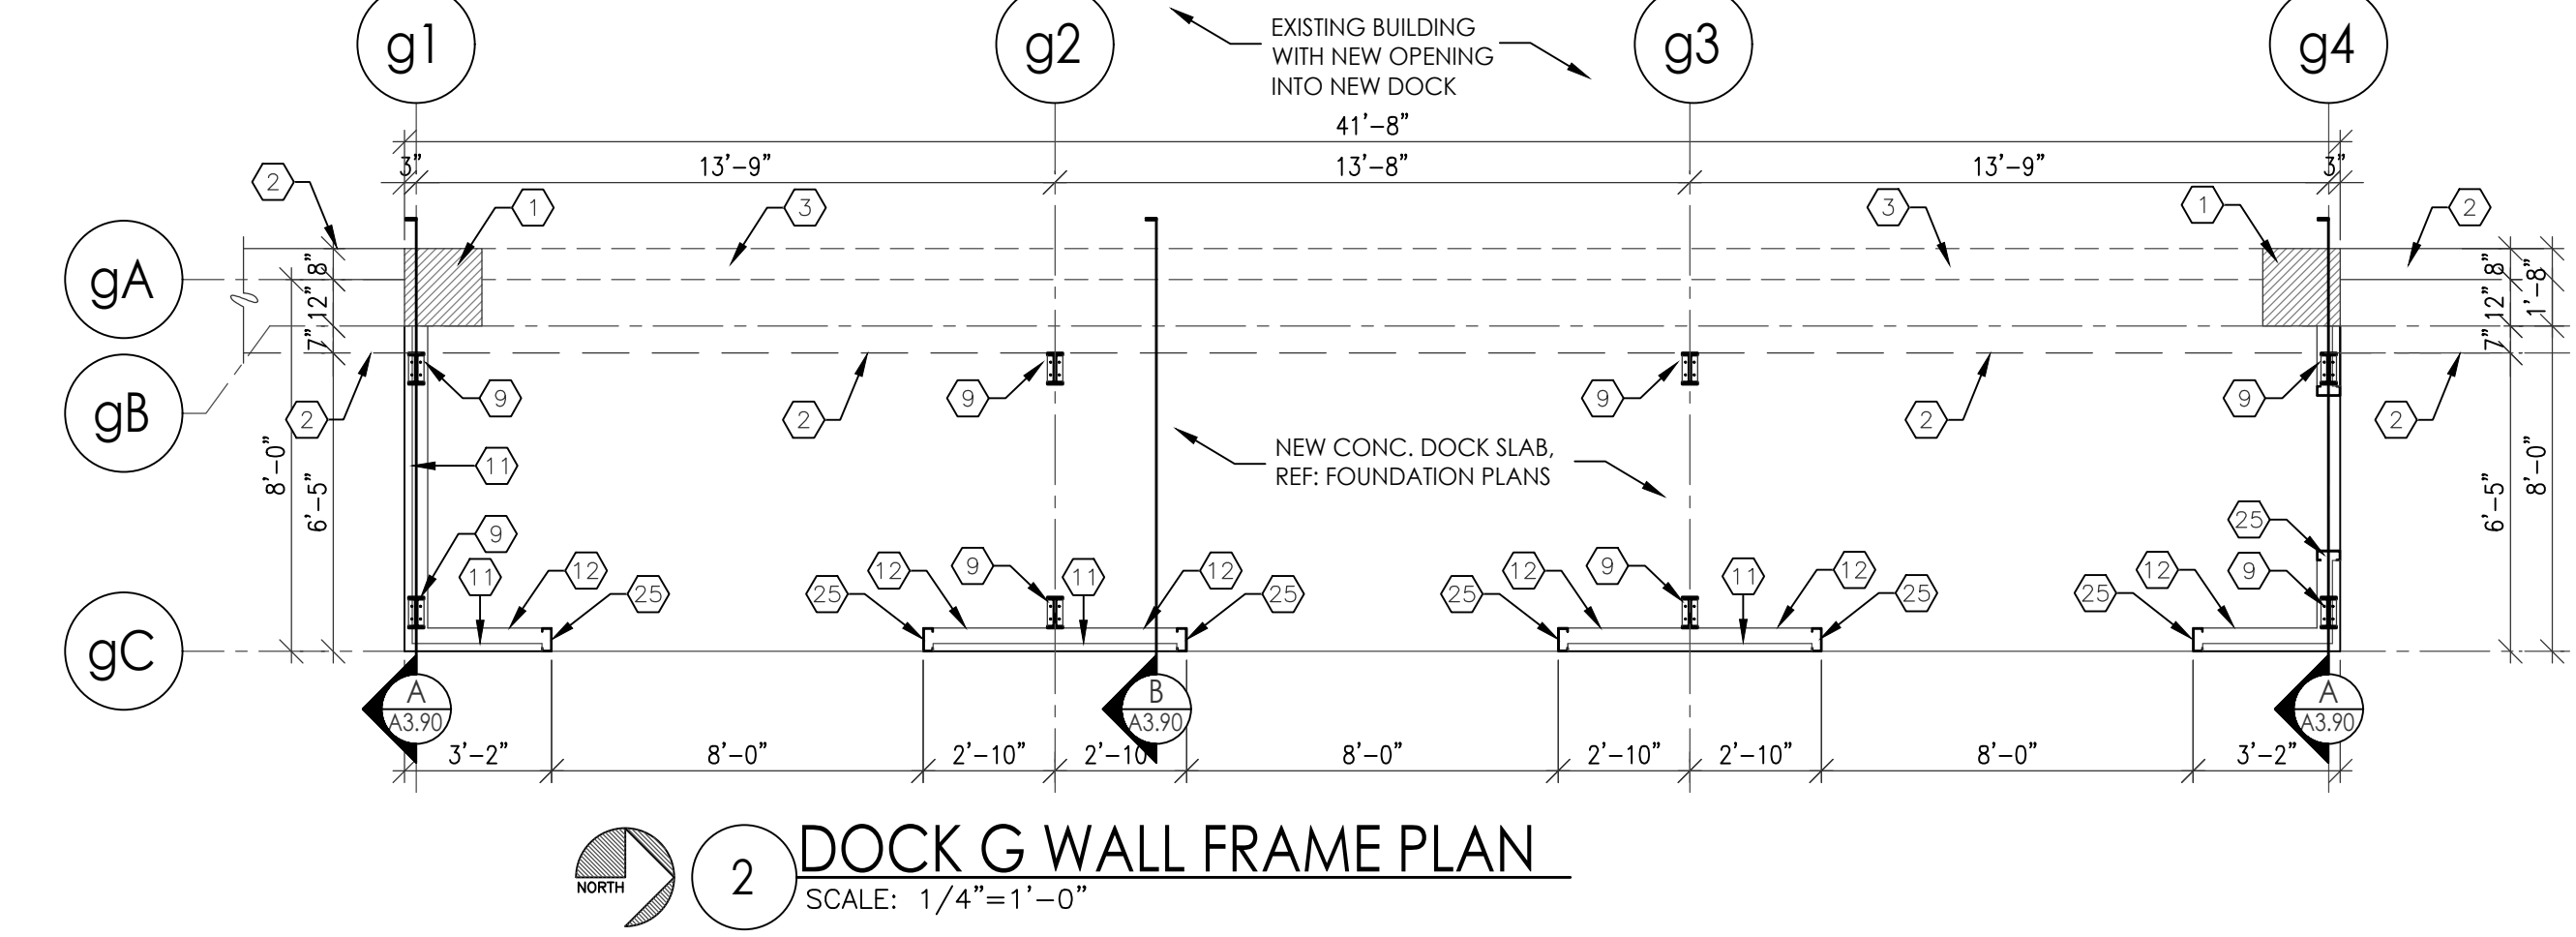 g1
g2
g3
g4
EXISTING BUILDING
WITH NEW OPENING
INTO NEW DOCK
41'-8"
3"
13'-9"
13'-8"
13'-9"
3"
2
1
3
3
1
2
gA
8"
12"
7"
8"
12"
7"
1'-8"
gB
2
9
2
9
9
2
9
2
8'-0"
6'-5"
11
NEW CONC. DOCK SLAB,
REF: FOUNDATION PLANS
6'-5"
8'-0"
9
11
12
25
25
12
9
11
12
25
25
12
9
11
12
25
25
12
25
9
gC
A
A3.90
B
A3.90
A
A3.90
3'-2"
8'-0"
2'-10"
2'-10
8'-0"
2'-10"
2'-10"
8'-0"
3'-2"
NORTH
2
DOCK G WALL FRAME PLAN
SCALE: 1/4"=1'-0"